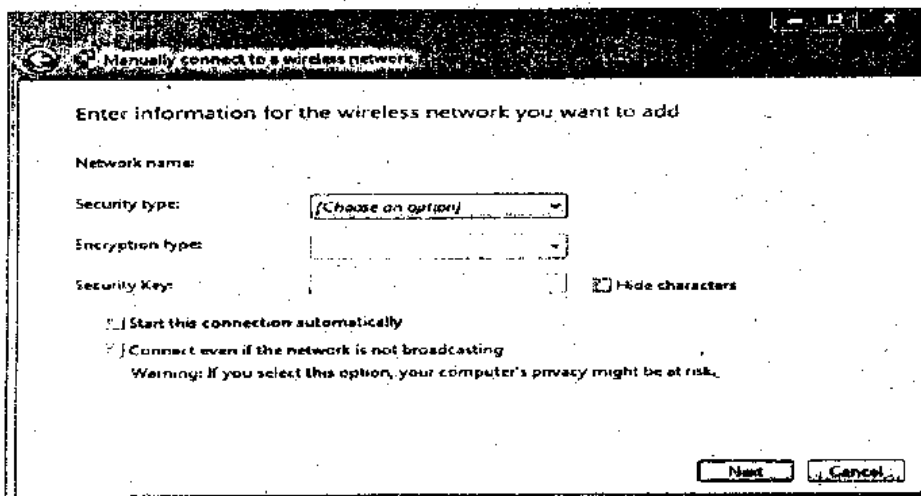 Manually connect to a wireless network
Enter information for the wireless network you want to add
Network name:
Security type:
[Choose an option]
Encryption type:
Security Key:
Hide characters
Start this connection automatically
Connect even if the network is not broadcasting
Warning: If you select this option, your computer's privacy might be at risk.
Next
Cancel